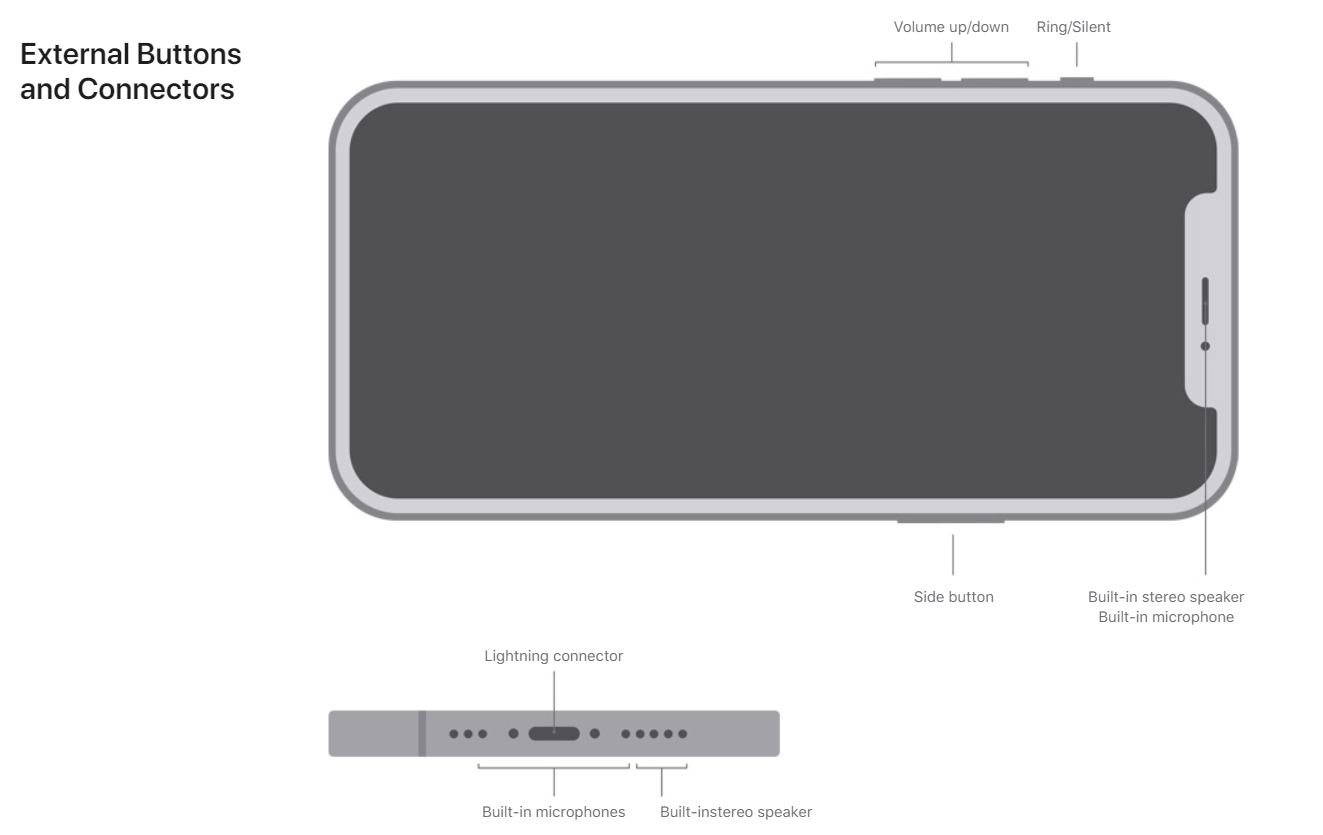 External Buttons
and Connectors
Volume up/down
Ring/Silent
Side button
Built-in stereo speaker
Built-in microphone
Lightning connector
Built-in microphones
Built-instereo speaker